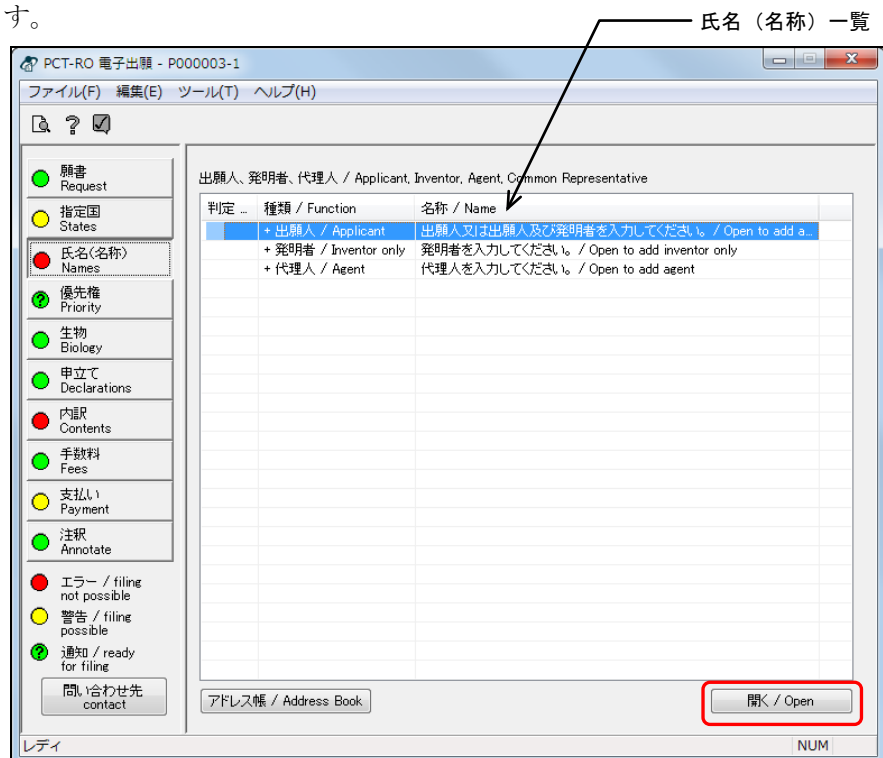 す。
氏名（名称）一覧
PCT-RO 電子出願 - P000003-1
ファイル(F) 編集(E) ツール(T) ヘルプ(H)
願書
Request
指定国
States
氏名(名称)
Names
優先権
Priority
生物
Biology
申立て
Declarations
内訳
Contents
手数料
Fees
支払い
Payment
注釈
Annotate
エラー / filing
not possible
警告 / filing
possible
通知 / ready
for filing
問い合わせ先
contact
出願人、発明者、代理人 / Applicant, Inventor, Agent, Common Representative
判定 ... 種類 / Function 名称 / Name
+ 出願人 / Applicant 出願人又は出願人及び発明者を入力してください。 / Open to add a...
+ 発明者 / Inventor only 発明者を入力してください。 / Open to add inventor only
+ 代理人 / Agent 代理人を入力してください。 / Open to add agent
アドレス帳 / Address Book 開く / Open
レディ NUM